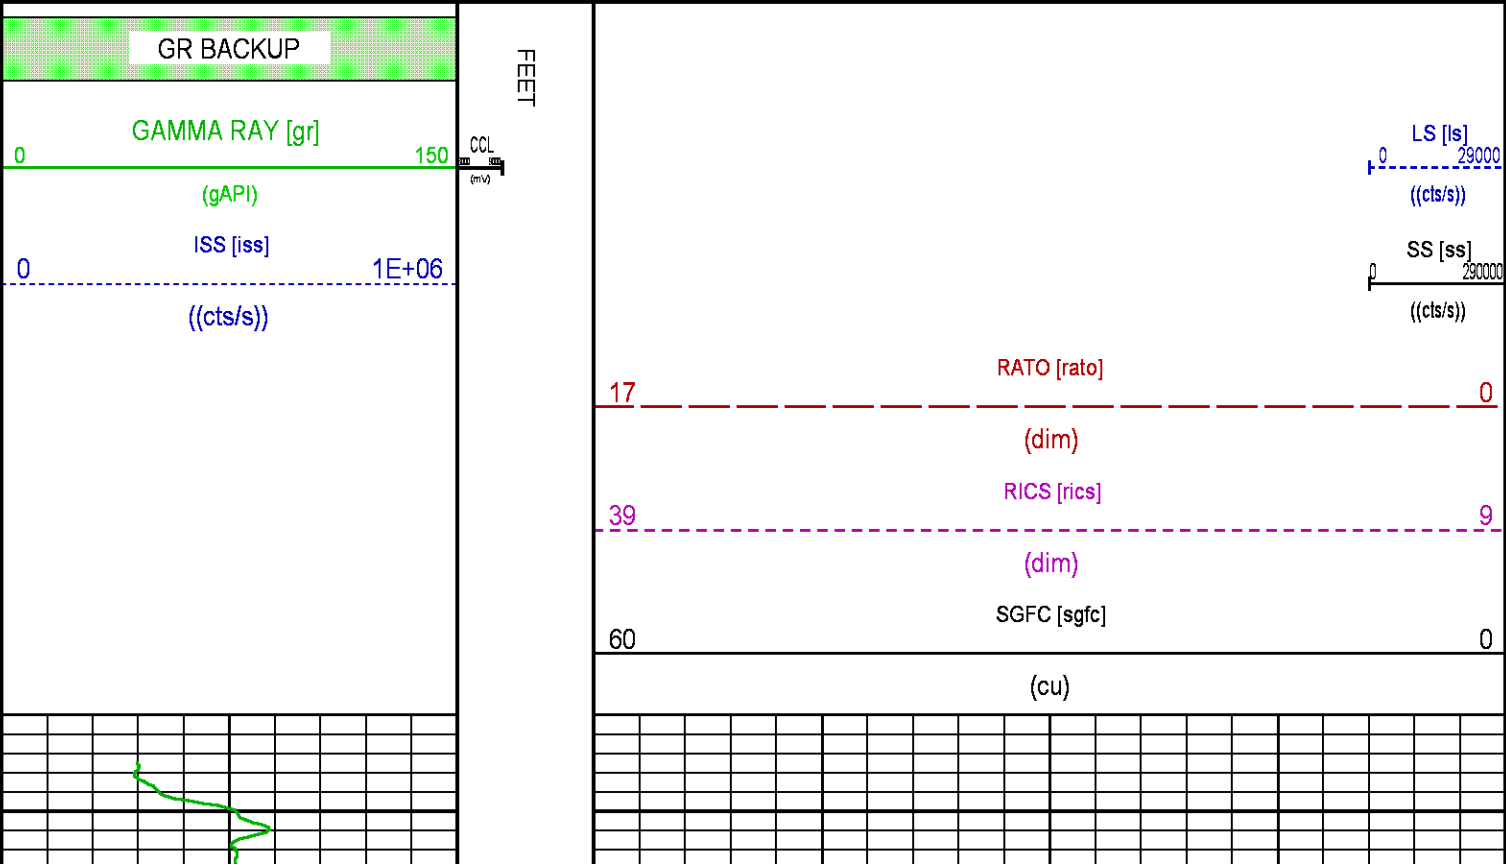 GR BACKUP
GAMMA RAY [gr]
0 150
(gAPI)
ISS [iss]
0 1E+06
((cts/s))
FEET
CCL
(mV)
LS [ls]
0 29000
((cts/s))
SS [ss]
0 290000
((cts/s))
RATO [rato]
17 0
(dim)
RICS [rics]
39 9
(dim)
SGFC [sgfc]
60 0
(cu)